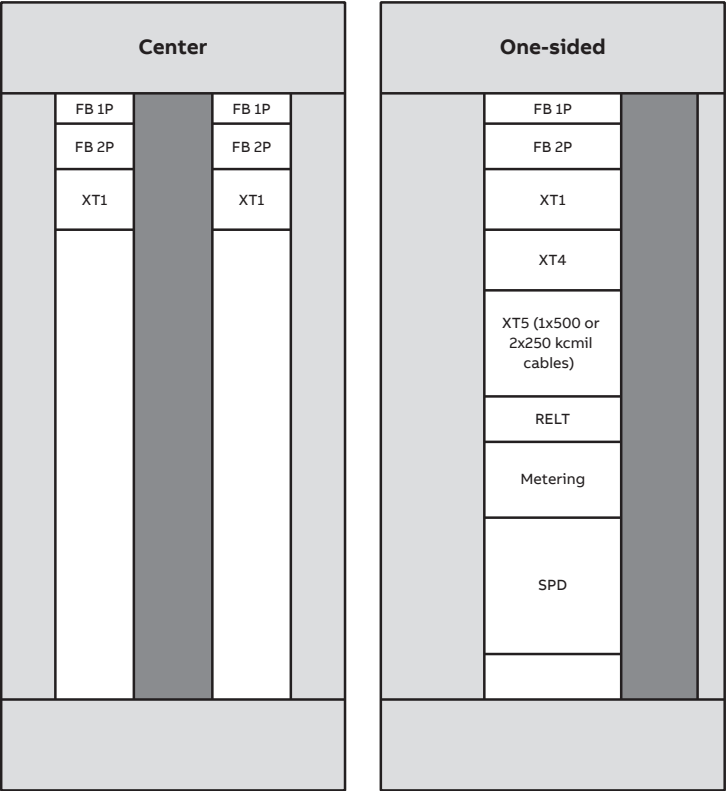 Center
FB 1P
FB 1P
FB 2P
FB 2P
XT1
XT1
One-sided
FB 1P
FB 2P
XT1
XT4
XT5 (1x500 or
2x250 kcmil
cables)
RELT
Metering
SPD